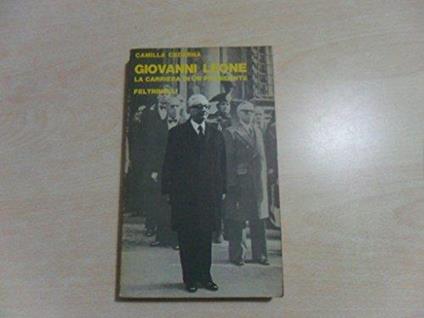 CAMILLA CEDERNA
GIOVANNI LEONE
LA CARRIERA DI UN PRESIDENTE
FELTRINELLI